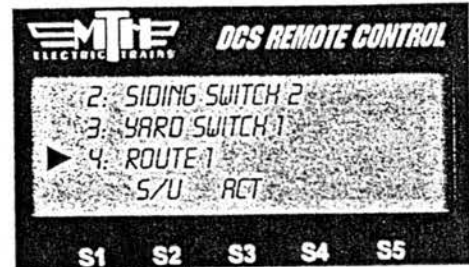 MTH
ELECTRIC TRAINS
DCS REMOTE CONTROL
2: SIDING SWITCH 2
3: YARD SWITCH 1
4: ROUTE 1
S/U ACT
S1 S2 S3 S4 S5